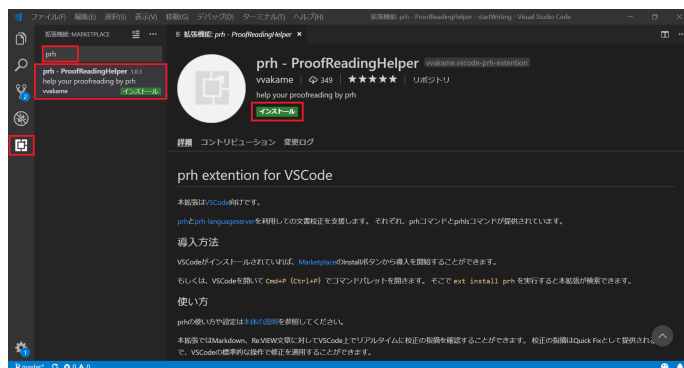 ファイル(F) 編集(E) 選択(S) 表示(V) 移動(G) デバッグ(D) ターミナル(T) ヘルプ(H) 拡張機能: prh - ProofReadingHelper - startWriting - Visual Studio Code
拡張機能: MARKETPLACE
拡張機能: prh - ProofReadingHelper
prh
prh - ProofReadingHelper 1.0.3
help your proofreading by prh
vvakame インストール
prh - ProofReadingHelper vvakame.vscode-prh-extention
vvakame 349 ★★★★★ リポジトリ
help your proofreading by prh
インストール
詳細 コントリビューション 変更ログ
prh extention for VSCode
本拡張はVSCode向けです。
prhとprh-languageserverを利用しての文書校正を支援します。 それぞれ、prhコマンドとprhlsコマンドが提供されています。
導入方法
VSCodeがインストールされていれば、MarketplaceのInstallボタンから導入を開始することができます。
もしくは、VSCodeを開いて Cmd+P (Ctrl+P) でコマンドパレットを開きます。 そこで ext install prh を実行すると本拡張が検索できます。
使い方
prhの使い方や設定は本体の説明を参照してください。
本拡張ではMarkdown、Re:VIEW文章に対してVSCode上でリアルタイムに校正の指摘を確認することができます。 校正の指摘はQuick Fixとして提供され
で、VSCodeの標準的な操作で修正を適用することができます。
master* 0 0